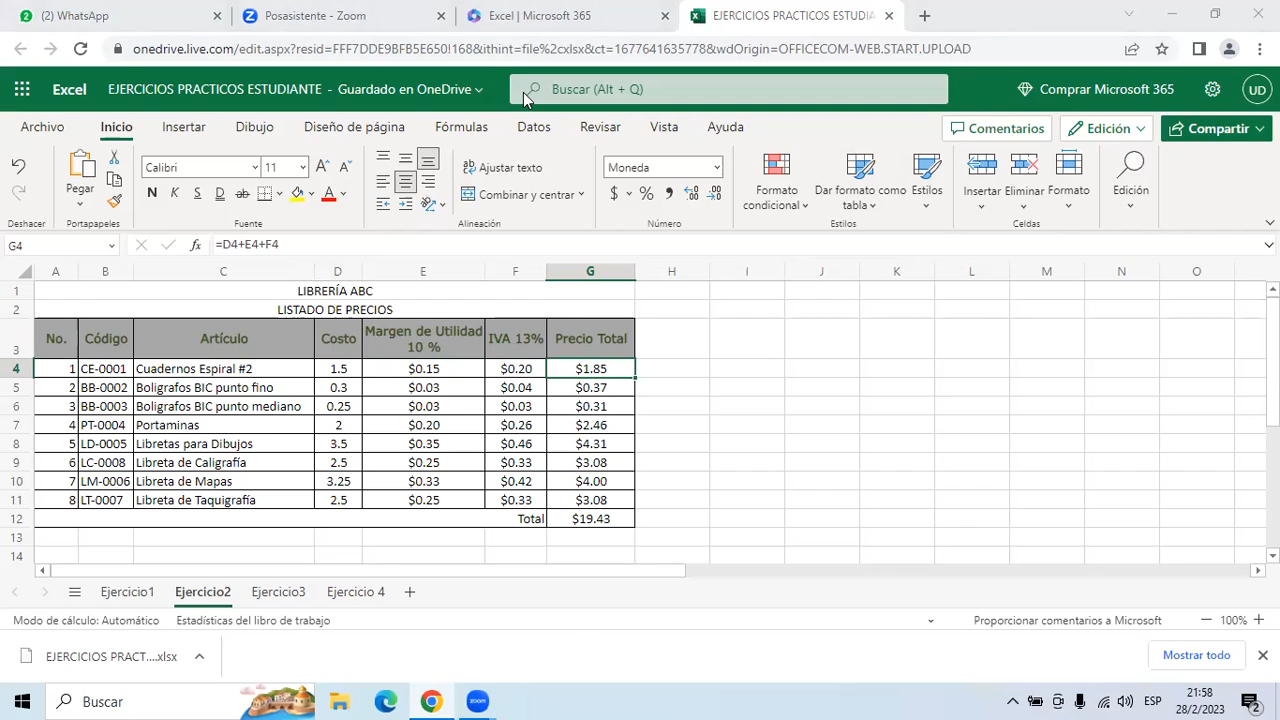 (2) WhatsApp
Posasistente - Zoom
Excel | Microsoft 365
EJERCICIOS PRACTICOS ESTUDIA
onedrive.live.com/edit.aspx?resid=FFF7DDE9BFB5E650!168&ithint=file%2cxlsx&ct=1677641635778&wdOrigin=OFFICECOM-WEB.START.UPLOAD
Excel EJERCICIOS PRACTICOS ESTUDIANTE - Guardado en OneDrive
Buscar (Alt + Q)
Comprar Microsoft 365
UD
Archivo Inicio Insertar Dibujo Diseño de página Fórmulas Datos Revisar Vista Ayuda
Comentarios Edición Compartir
Pegar
Calibri 11
N K S D ab A
Ajustar texto
Combinar y centrar
Moneda
$ %
Formato condicional
Dar formato como tabla
Estilos
Insertar Eliminar Formato
Edición
Deshacer Portapapeles Fuente Alineación Número Estilos Celdas
G4 fx =D4+E4+F4
A B C D E F G H I J K L M N O
1 LIBRERÍA ABC
2 LISTADO DE PRECIOS
3 No. Código Artículo Costo Margen de Utilidad 10 % IVA 13% Precio Total
4 1 CE-0001 Cuadernos Espiral #2 1.5 $0.15 $0.20 $1.85
5 2 BB-0002 Boligrafos BIC punto fino 0.3 $0.03 $0.04 $0.37
6 3 BB-0003 Boligrafos BIC punto mediano 0.25 $0.03 $0.03 $0.31
7 4 PT-0004 Portaminas 2 $0.20 $0.26 $2.46
8 5 LD-0005 Libretas para Dibujos 3.5 $0.35 $0.46 $4.31
9 6 LC-0008 Libreta de Caligrafía 2.5 $0.25 $0.33 $3.08
10 7 LM-0006 Libreta de Mapas 3.25 $0.33 $0.42 $4.00
11 8 LT-0007 Libreta de Taquigrafía 2.5 $0.25 $0.33 $3.08
12 Total $19.43
13
14
Ejercicio1 Ejercicio2 Ejercicio3 Ejercicio 4
Modo de cálculo: Automático Estadísticas del libro de trabajo
Proporcionar comentarios a Microsoft 100%
EJERCICIOS PRACT....xlsx
Mostrar todo
Buscar
zoom
ESP
21:58
28/2/2023
2